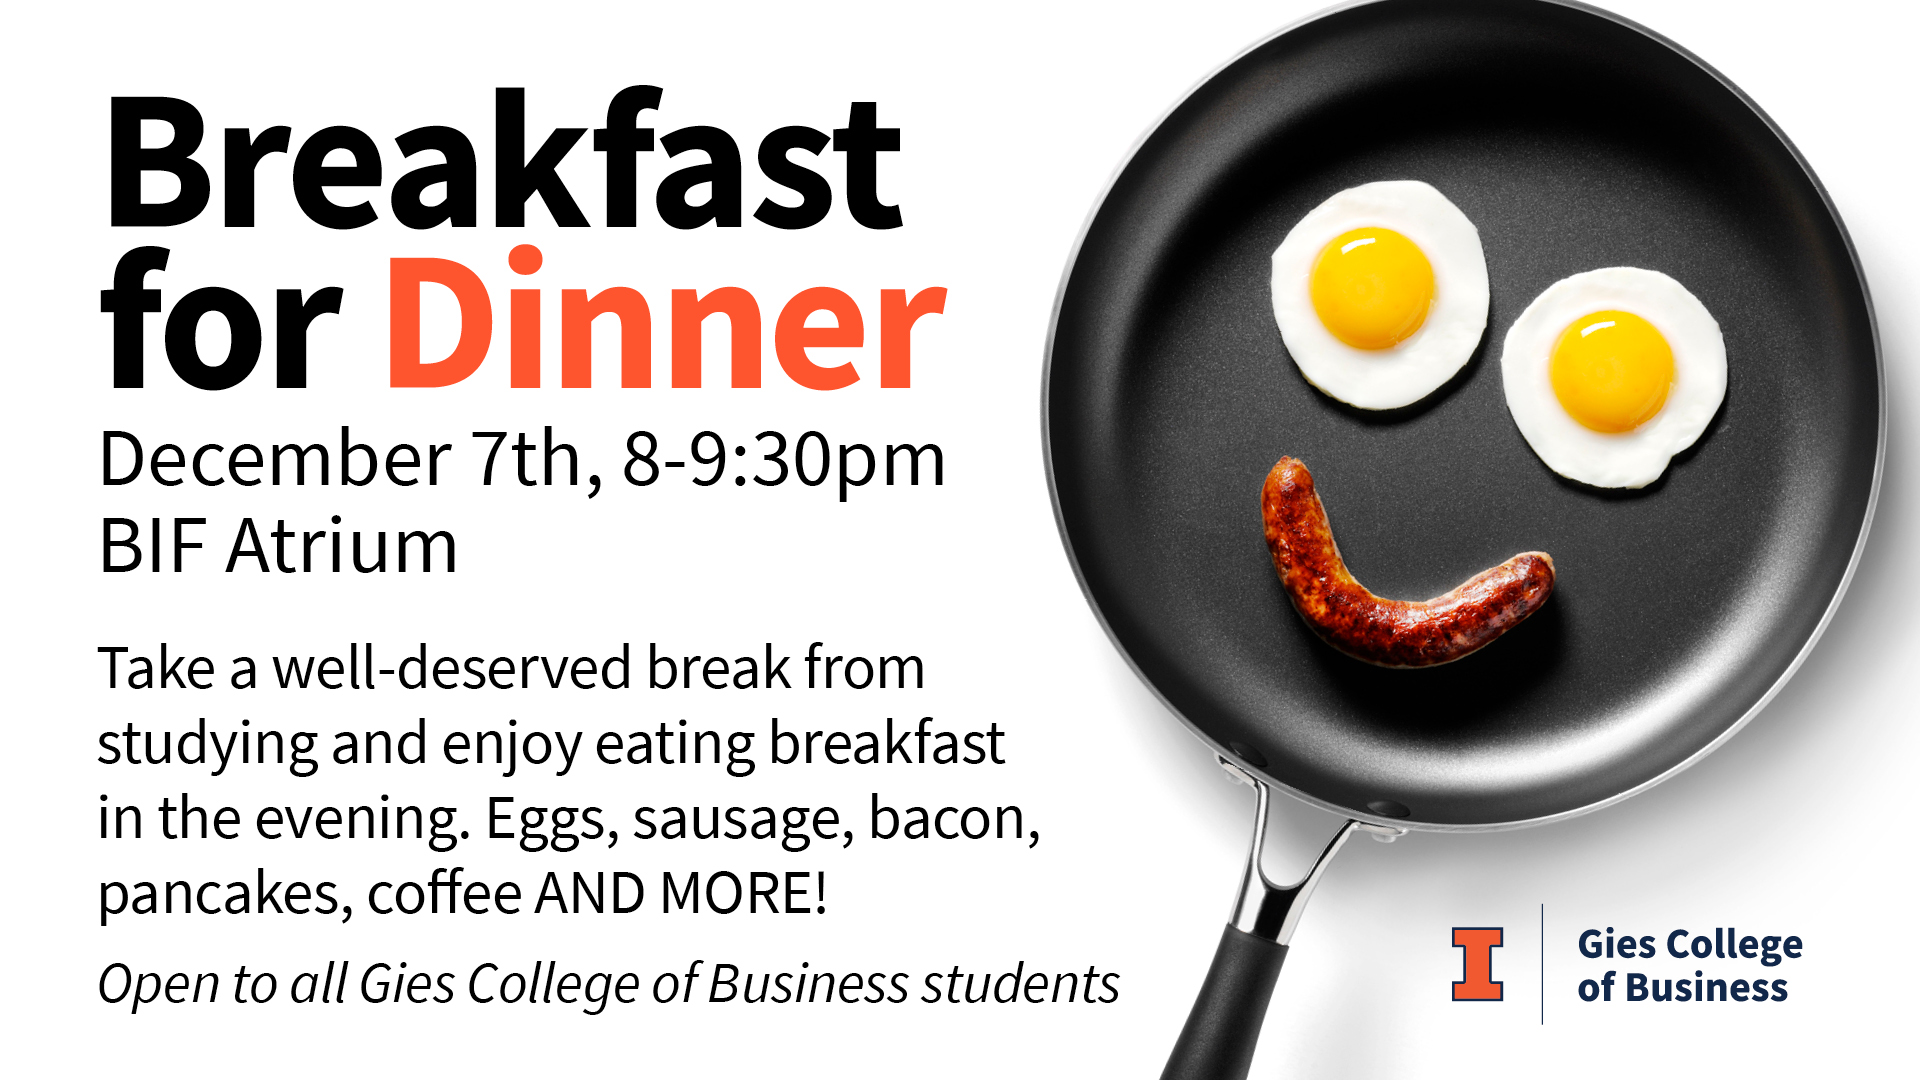 Breakfast
for Dinner
December 7th, 8-9:30pm
BIF Atrium
Take a well-deserved break from
studying and enjoy eating breakfast
in the evening. Eggs, sausage, bacon,
pancakes, coffee AND MORE!
Open to all Gies College of Business students
I
Gies College
of Business